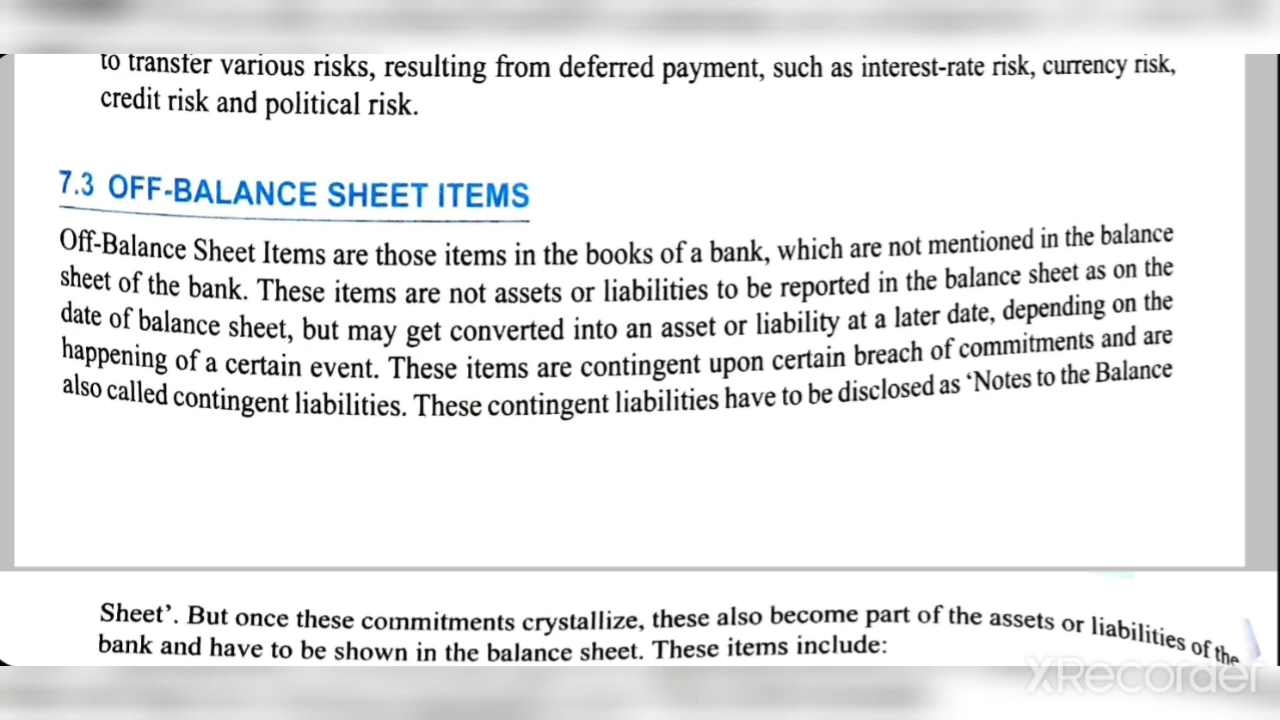 to transfer various risks, resulting from deferred payment, such as interest-rate risk, currency risk,
credit risk and political risk.
7.3 OFF-BALANCE SHEET ITEMS
Off-Balance Sheet Items are those items in the books of a bank, which are not mentioned in the balance
sheet of the bank. These items are not assets or liabilities to be reported in the balance sheet as on the
date of balance sheet, but may get converted into an asset or liability at a later date, depending on the
happening of a certain event. These items are contingent upon certain breach of commitments and are
also called contingent liabilities. These contingent liabilities have to be disclosed as ‘Notes to the Balance
Sheet’. But once these commitments crystallize, these also become part of the assets or liabilities of the
bank and have to be shown in the balance sheet. These items include:
XRecorder